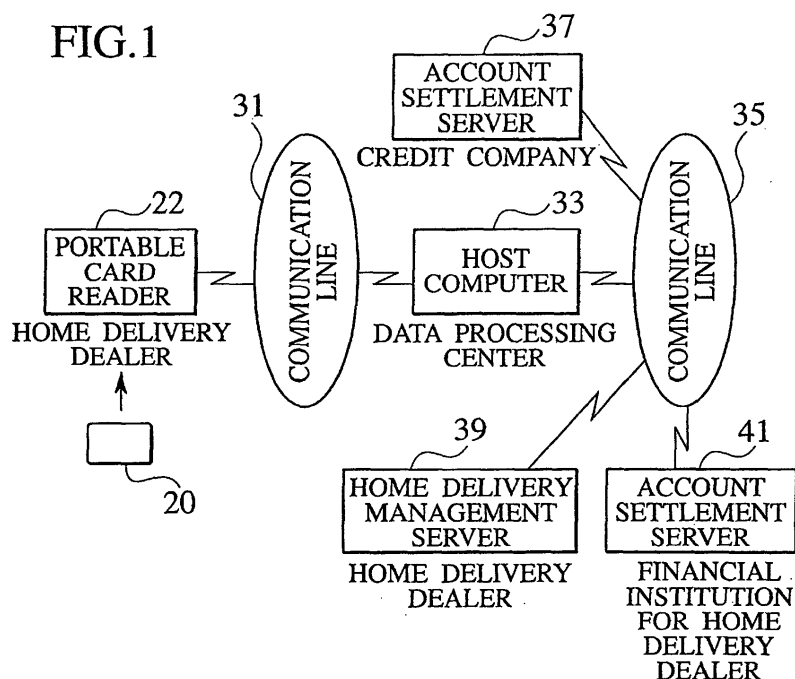 FIG.1
37
ACCOUNT
SETTLEMENT
SERVER
CREDIT COMPANY
31
35
22
PORTABLE
CARD
READER
HOME DELIVERY
DEALER
COMMUNICATION
LINE
33
HOST
COMPUTER
DATA PROCESSING
CENTER
COMMUNICATION
LINE
20
39
HOME DELIVERY
MANAGEMENT
SERVER
HOME DELIVERY
DEALER
41
ACCOUNT
SETTLEMENT
SERVER
FINANCIAL
INSTITUTION
FOR HOME
DELIVERY
DEALER